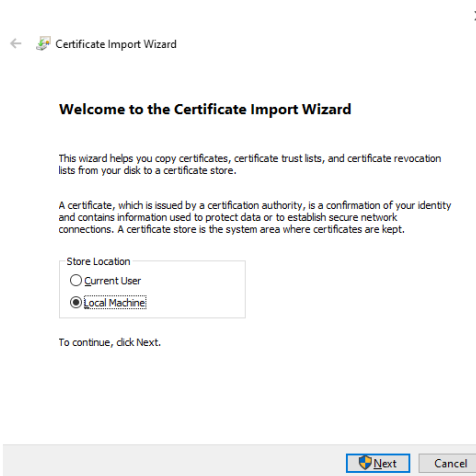 Certificate Import Wizard
Welcome to the Certificate Import Wizard
This wizard helps you copy certificates, certificate trust lists, and certificate revocation
lists from your disk to a certificate store.
A certificate, which is issued by a certification authority, is a confirmation of your identity
and contains information used to protect data or to establish secure network
connections. A certificate store is the system area where certificates are kept.
Store Location
Current User
Local Machine
To continue, click Next.
Next Cancel